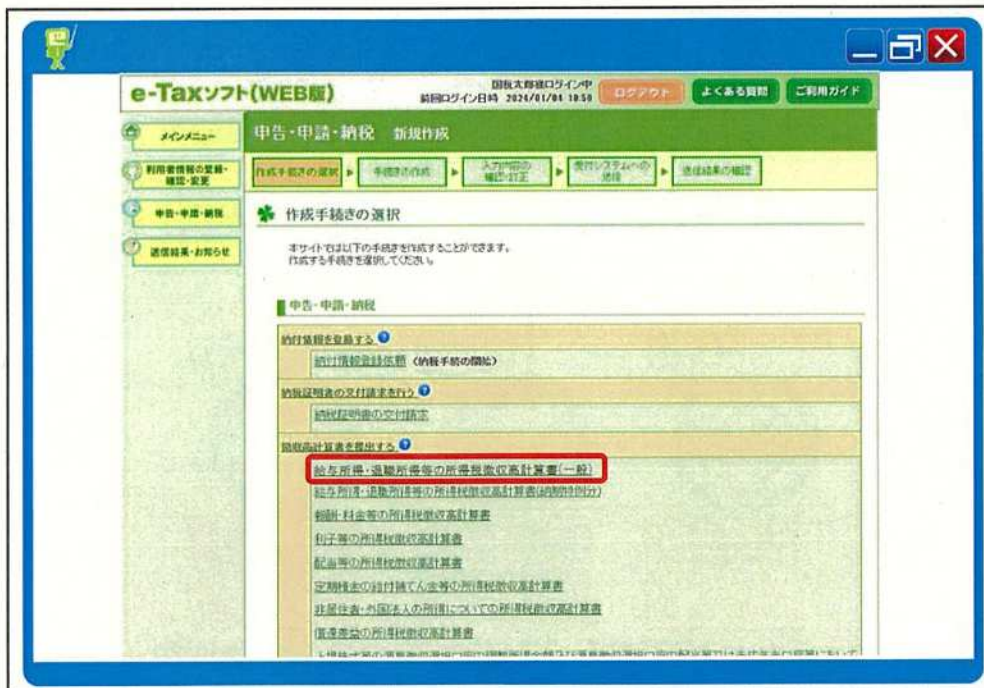 e-Taxソフト(WEB版)
国税太郎様ログイン中
前回ログイン日時 2024/01/04 10:50
ログアウト
よくある質問
ご利用ガイド
メインメニュー
利用者情報の登録・
確認・変更
申告・申請・納税
送信結果・お知らせ
申告・申請・納税 新規作成
作成手続きの選択
手続きの作成
入力内容の
確認・訂正
受付システムへの
送信
送信結果の確認
作成手続きの選択
本サイトでは以下の手続きを作成することができます。
作成する手続きを選択してください。
申告・申請・納税
納付情報を登録する
納付情報登録依頼 (納税手続の開始)
納税証明書の交付請求を行う
納税証明書の交付請求
徴収高計算書を提出する
給与所得・退職所得等の所得税徴収高計算書(一般)
給与所得・退職所得等の所得税徴収高計算書(納期特例分)
報酬・料金等の所得税徴収高計算書
利子等の所得税徴収高計算書
配当等の所得税徴収高計算書
定期積金の給付補てん金等の所得税徴収高計算書
非居住者・外国法人の所得についての所得税徴収高計算書
償還差益の所得税徴収高計算書